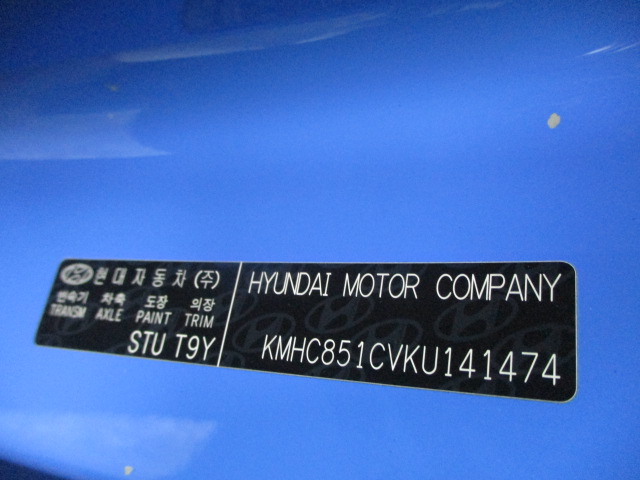 현대자동차(주)
변속기 차축 도장 의장
TRANSM AXLE PAINT TRIM
STU T9Y
HYUNDAI MOTOR COMPANY
KMHC851CVKU141474